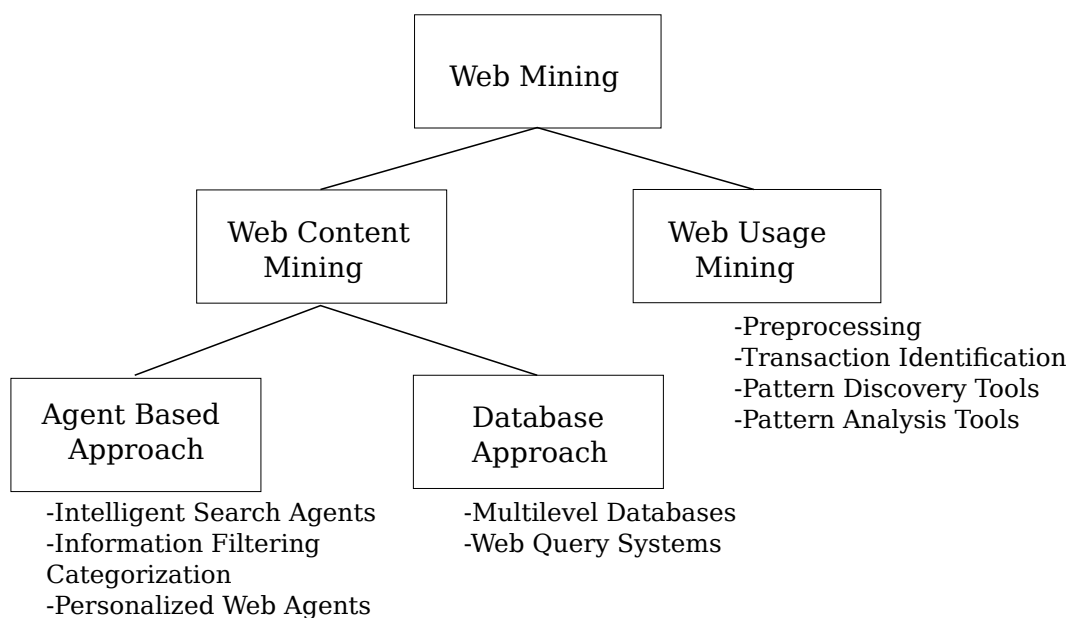 Web Mining
Web Content
Mining
Web Usage
Mining
-Preprocessing
-Transaction Identification
-Pattern Discovery Tools
-Pattern Analysis Tools
Agent Based
Approach
Database
Approach
-Intelligent Search Agents
-Information Filtering
Categorization
-Personalized Web Agents
-Multilevel Databases
-Web Query Systems